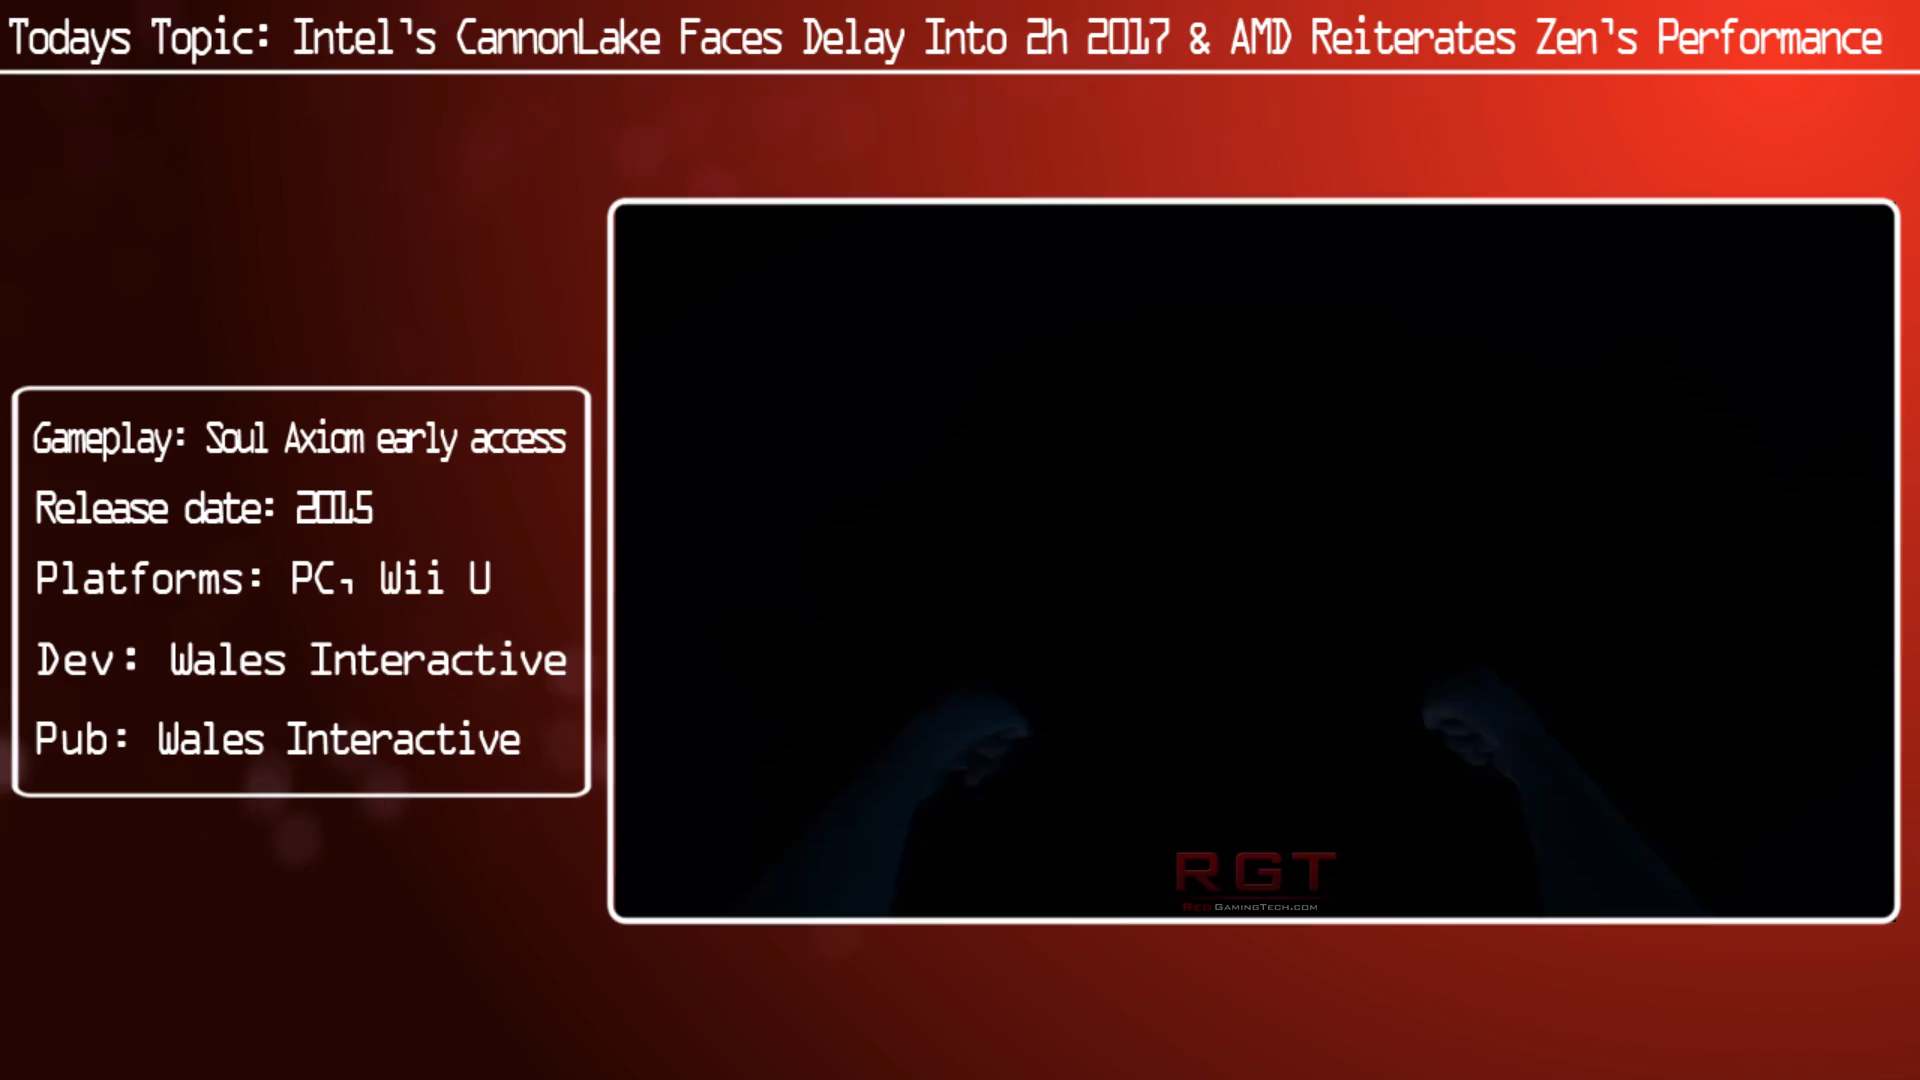 Todays Topic: Intel's CannonLake Faces Delay Into 2h 2017 & AMD Reiterates Zen's Performance
Gameplay: Soul Axiom early access
Release date: 2015
Platforms: PC, Wii U
Dev: Wales Interactive
Pub: Wales Interactive
RGT
RedGamingTech.com